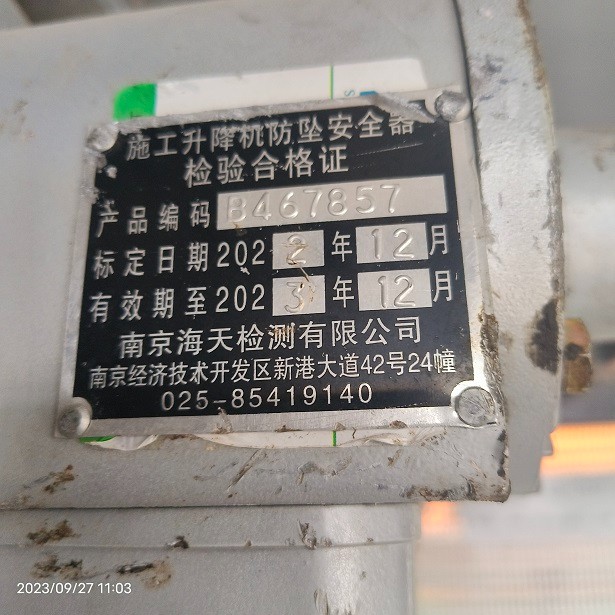 施工升降机防坠安全器
检验合格证
产品编码 B467857
标定日期 2022 年 12 月
有效期至 2023 年 12 月
南京海天检测有限公司
南京经济技术开发区新港大道42号24幢
025-85419140
2023/09/27 11:03